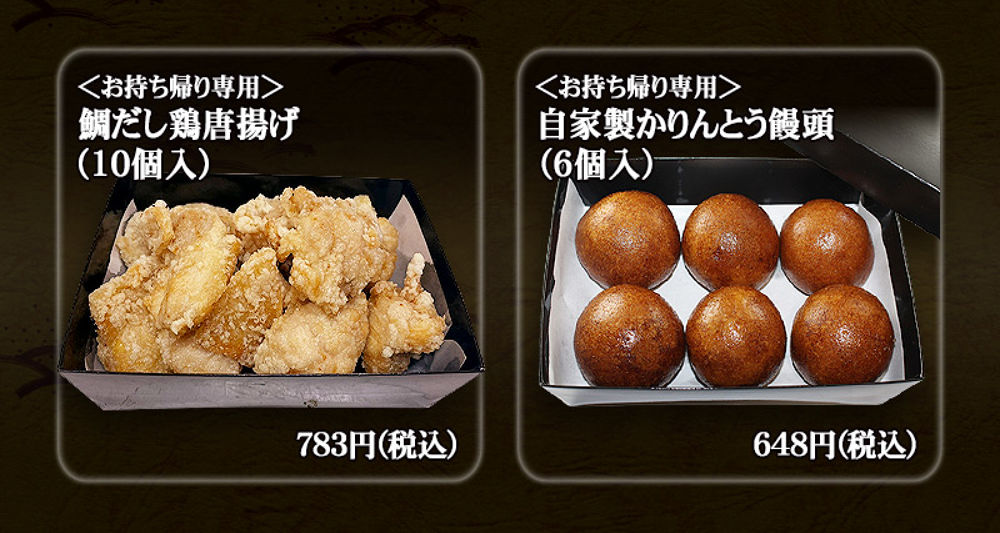 ＜お持ち帰り専用＞
鯛だし鶏唐揚げ
（10個入）
783円(税込)
＜お持ち帰り専用＞
自家製かりんとう饅頭
（6個入）
648円(税込)